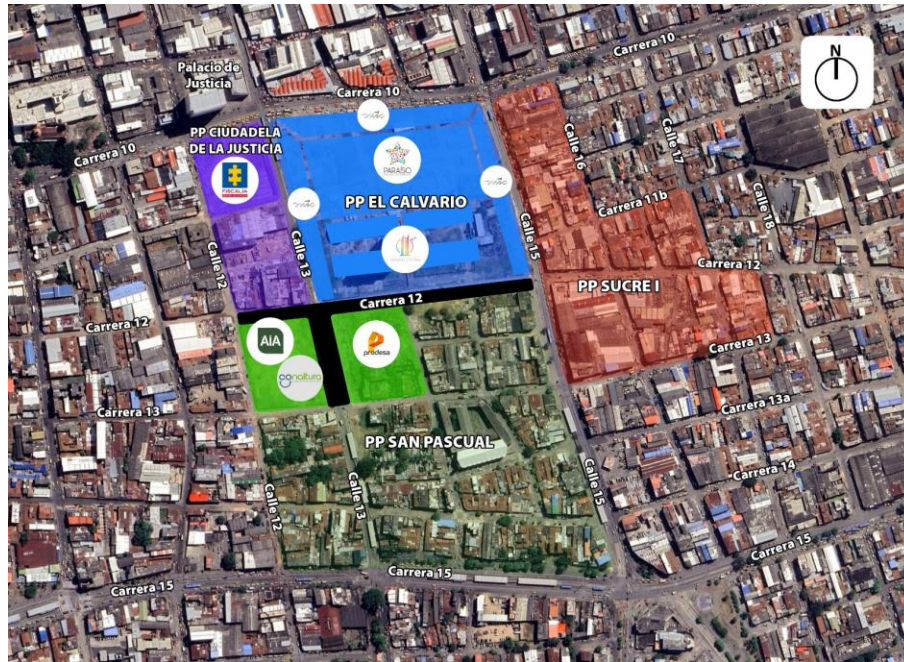 N
Carrera 10
Palacio de
Justicia
Carrera 10
Carrera 10
PP CIUDADELA
DE LA JUSTICIA
FISCALÍA
PARAÍSO
PP EL CALVARIO
Calle 16
Calle 17
Calle 18
Carrera 11b
Calle 12
Calle 13
Calle 15
Carrera 12
PP SUCRE I
Carrera 12
Carrera 12
AIA
prodesa
conaltura
Carrera 13
Carrera 13
Carrera 13a
PP SAN PASCUAL
Carrera 14
Calle 12
Calle 13
Calle 15
Carrera 15
Carrera 15
Carrera 15